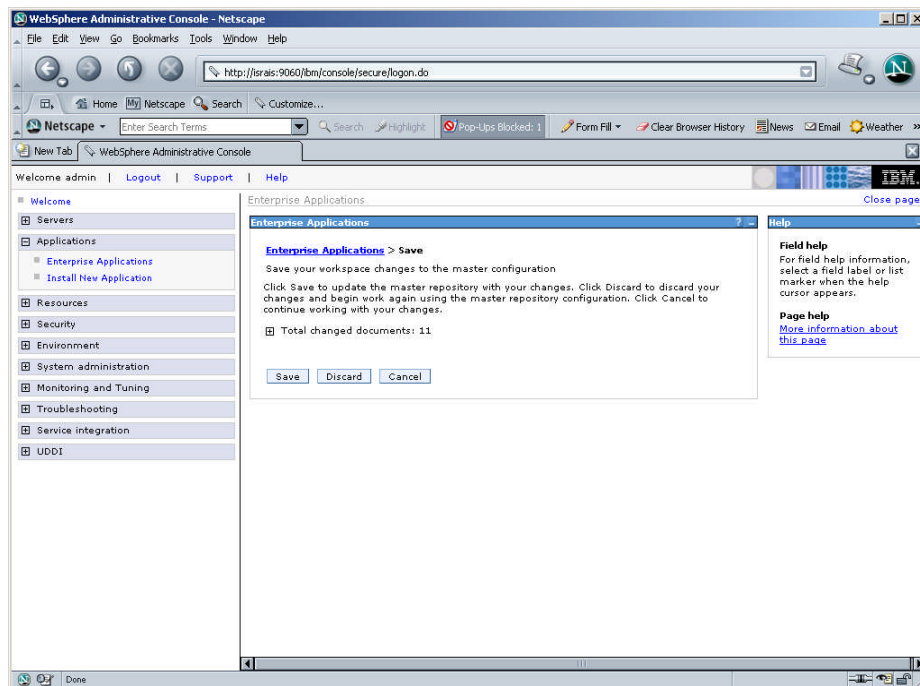 WebSphere Administrative Console - Netscape
File Edit View Go Bookmarks Tools Window Help
http://israis:9060/ibm/console/secure/logon.do
Home My Netscape Search Customize...
Netscape Enter Search Terms Search Highlight Pop-Ups Blocked: 1 Form Fill Clear Browser History News Email Weather »
New Tab WebSphere Administrative Console
Welcome admin | Logout | Support | Help IBM.
Welcome
Servers
Applications
Enterprise Applications
Install New Application
Resources
Security
Environment
System administration
Monitoring and Tuning
Troubleshooting
Service integration
UDDI
Enterprise Applications Close page
Enterprise Applications ? –
Enterprise Applications > Save
Save your workspace changes to the master configuration
Click Save to update the master repository with your changes. Click Discard to discard your
changes and begin work again using the master repository configuration. Click Cancel to
continue working with your changes.
Total changed documents: 11
Save Discard Cancel
Help
Field help
For field help information,
select a field label or list
marker when the help
cursor appears.
Page help
More information about
this page
Done